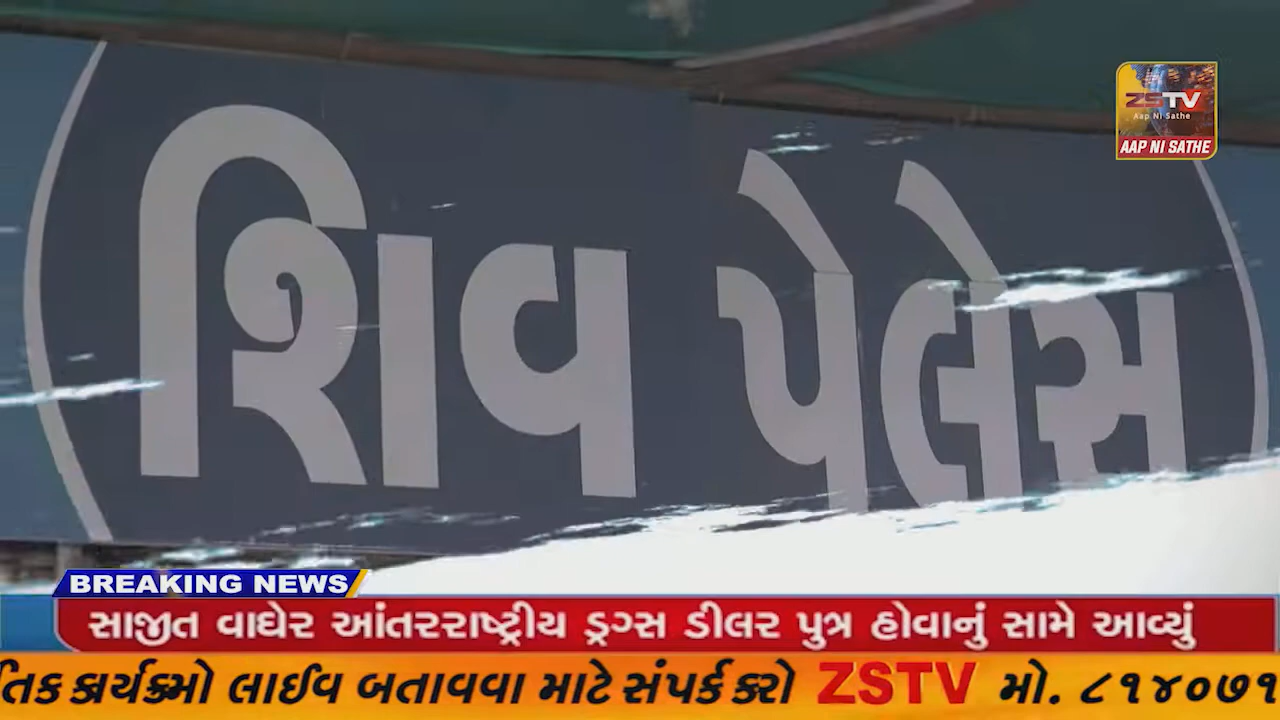 ZSTV
Aap Ni Sathe
AAP NI SATHE
શિવ પેલેસ
BREAKING NEWS
સાજીત વાઘેર આંતરરાષ્ટ્રીય ડ્રગ્સ ડીલર પુત્ર હોવાનું સામે આવ્યું
તિક કાર્યક્રમો લાઈવ બતાવવા માટે સંપર્ક કરો ZSTV મો. ૮૧૪૦૭૧